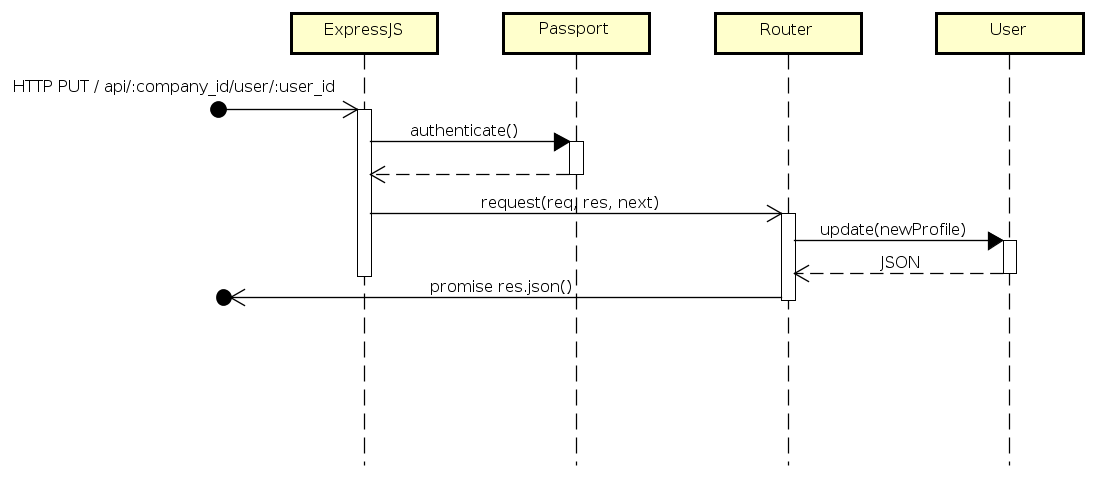 ExpressJS
Passport
Router
User
HTTP PUT / api/:company_id/user/:user_id
authenticate()
request(req, res, next)
update(newProfile)
JSON
promise res.json()